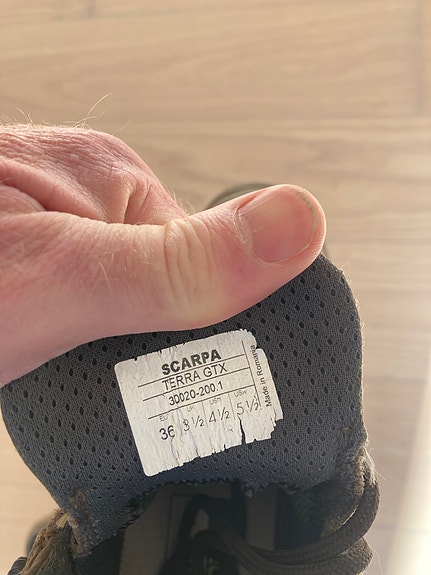 SCARPA
TERRA GTX
30020-200.1
EU UK USM USW
36 3½ 4½ 5½
Made in Romania